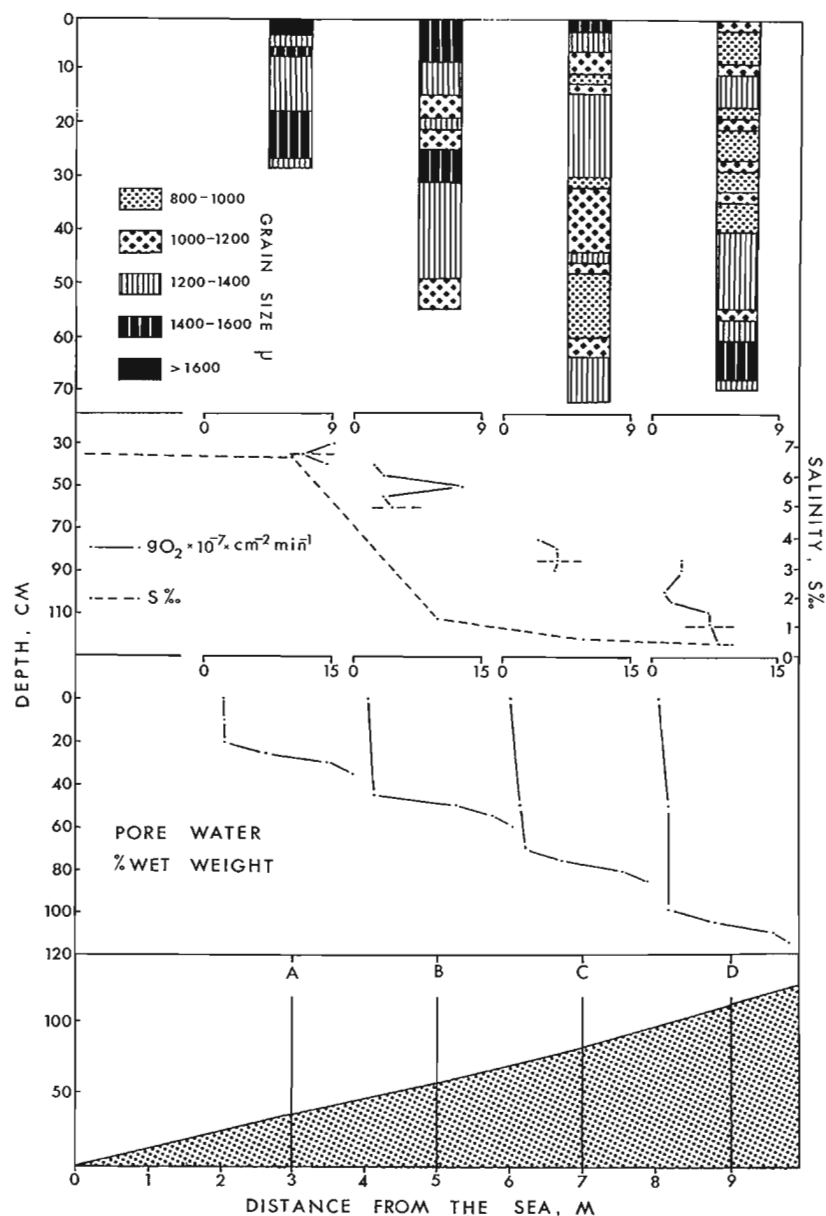 0
10
20
30
40
50
60
70
800-1000
1000-1200
1200-1400
1400-1600
>1600
GRAIN SIZE μ
0 9 0 9 0 9 0 9
30
50
70
90
110
7
6
5
4
3
2
1
0
SALINITY, S‰
gO₂ × 10⁻⁷ × cm⁻² min⁻¹
S‰
DEPTH, CM
0 15 0 15 0 15 0 15
0
20
40
60
80
100
120
PORE WATER
% WET WEIGHT
A B C D
100
50
0 1 2 3 4 5 6 7 8 9
DISTANCE FROM THE SEA, M